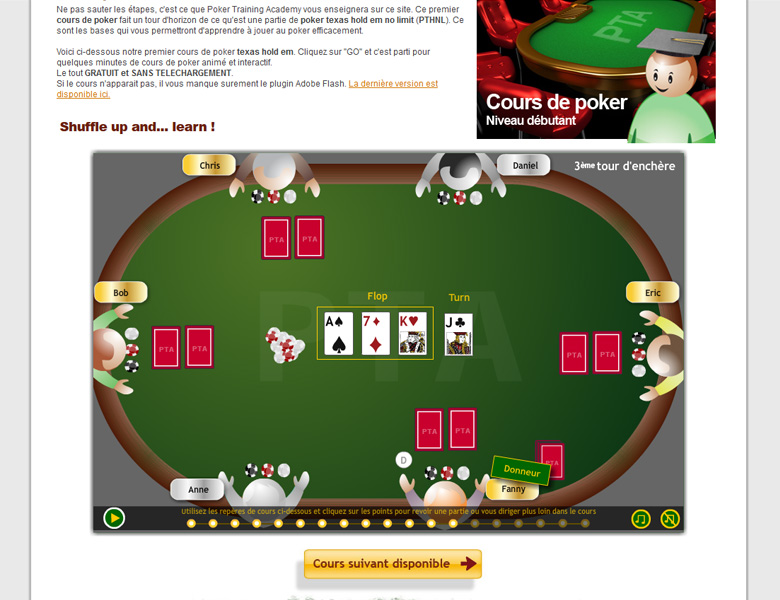 Ne pas sauter les étapes, c'est ce que Poker Training Academy vous enseignera sur ce site. Ce premier
cours de poker fait un tour d'horizon de ce qu'est une partie de poker texas hold em no limit (PTHNL). Ce
sont les bases qui vous permettront d'apprendre à jouer au poker efficacement.
Voici ci-dessous notre premier cours de poker texas hold em. Cliquez sur "GO" et c'est parti pour
quelques minutes de cours de poker animé et interactif.
Le tout GRATUIT et SANS TELECHARGEMENT.
Si le cours n'apparait pas, il vous manque surement le plugin Adobe Flash. La dernière version est
disponible ici.
POKER
Cours de poker
Niveau débutant
Shuffle up and... learn !
Chris
Daniel
3ème tour d'enchère
PTA PTA
Bob
Flop
Turn
Eric
A 7 K J
PTA PTA
PTA PTA
PTA
PTA PTA
D
PTA
Donneur
Anne
Fanny
Utilisez les repères de cours ci-dessous et cliquez sur les points pour revoir une partie ou vous diriger plus loin dans le cours
Cours suivant disponible